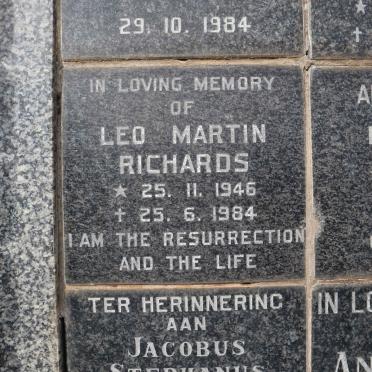 29. 10. 1984
IN LOVING MEMORY
OF
LEO MARTIN
RICHARDS
★ 25. 11. 1946
† 25. 6. 1984
I AM THE RESURRECTION
AND THE LIFE
TER HERINNERING
AAN
JACOBUS
STEPHANUS
IN